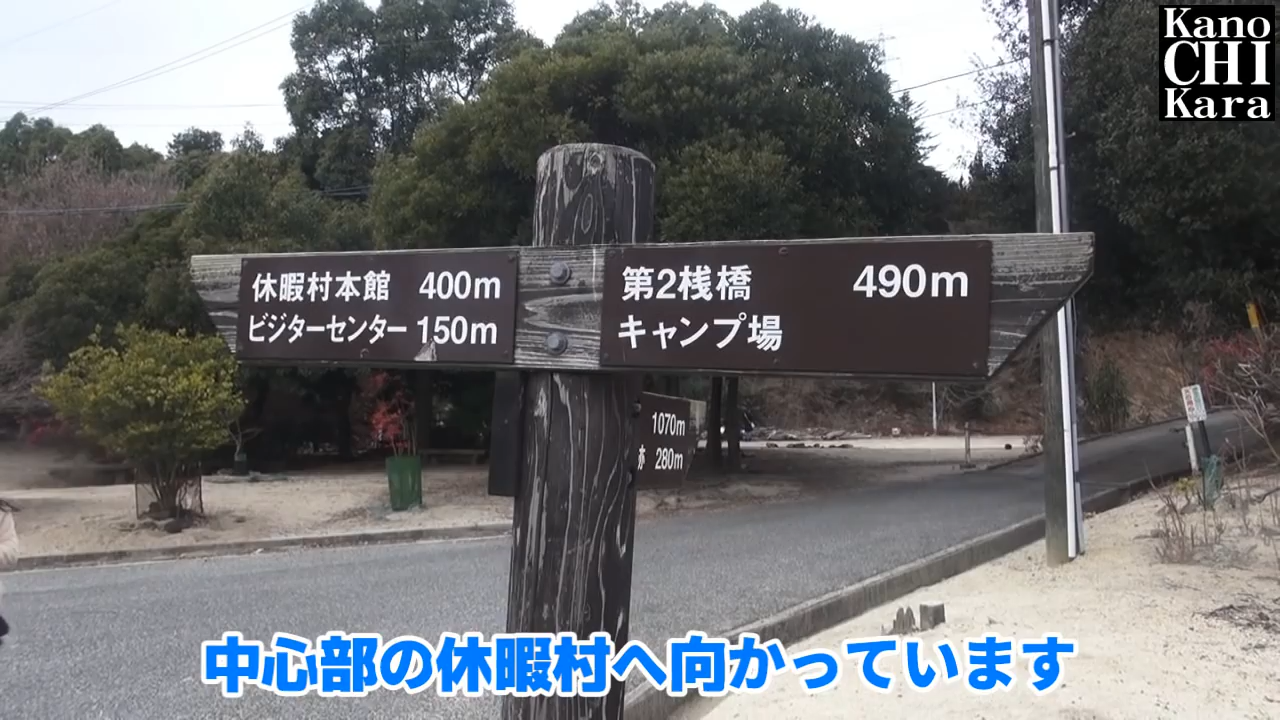 Kano
CHI
Kara
休暇村本館 400m
ビジターセンター 150m
第2桟橋 490m
キャンプ場
1070m
跡 280m
中心部の休暇村へ向かっています